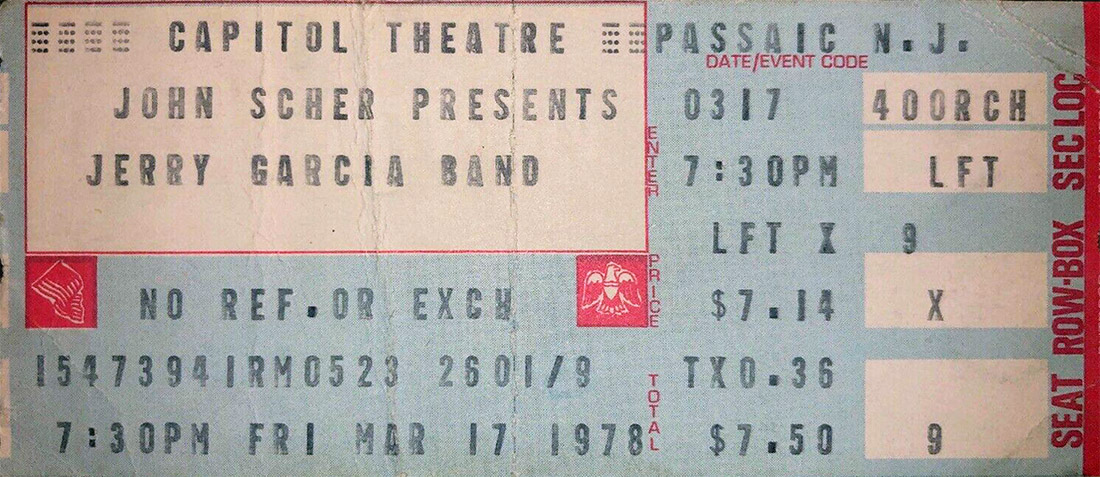 CAPITOL THEATRE PASSAIC N.J.
DATE/EVENT CODE
JOHN SCHER PRESENTS 0317 40ORCH
JERRY GARCIA BAND ENTER 7:30PM LFT
LFT X 9
NO REF.OR EXCH PRICE $7.14 X
1547394IRM0523 2601/9 TX0.36
7:30PM FRI MAR 17 1978 TOTAL $7.50 9
SEAT ROW-BOX SEC LOC